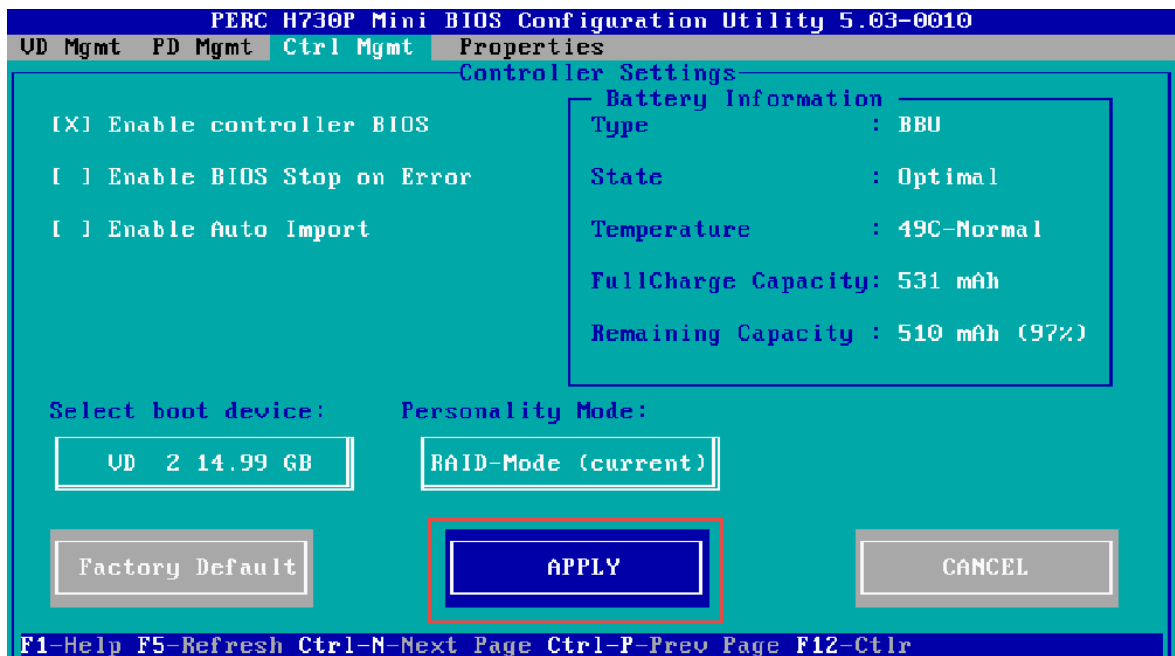 PERC H730P Mini BIOS Configuration Utility 5.03-0010
VD Mgmt PD Mgmt Ctrl Mgmt Properties
Controller Settings
[X] Enable controller BIOS
[ ] Enable BIOS Stop on Error
[ ] Enable Auto Import
Battery Information
Type : BBU
State : Optimal
Temperature : 49C-Normal
FullCharge Capacity: 531 mAh
Remaining Capacity : 510 mAh (97%)
Select boot device: Personality Mode:
VD 2 14.99 GB RAID-Mode (current)
Factory Default APPLY CANCEL
F1-Help F5-Refresh Ctrl-N-Next Page Ctrl-P-Prev Page F12-Ctlr